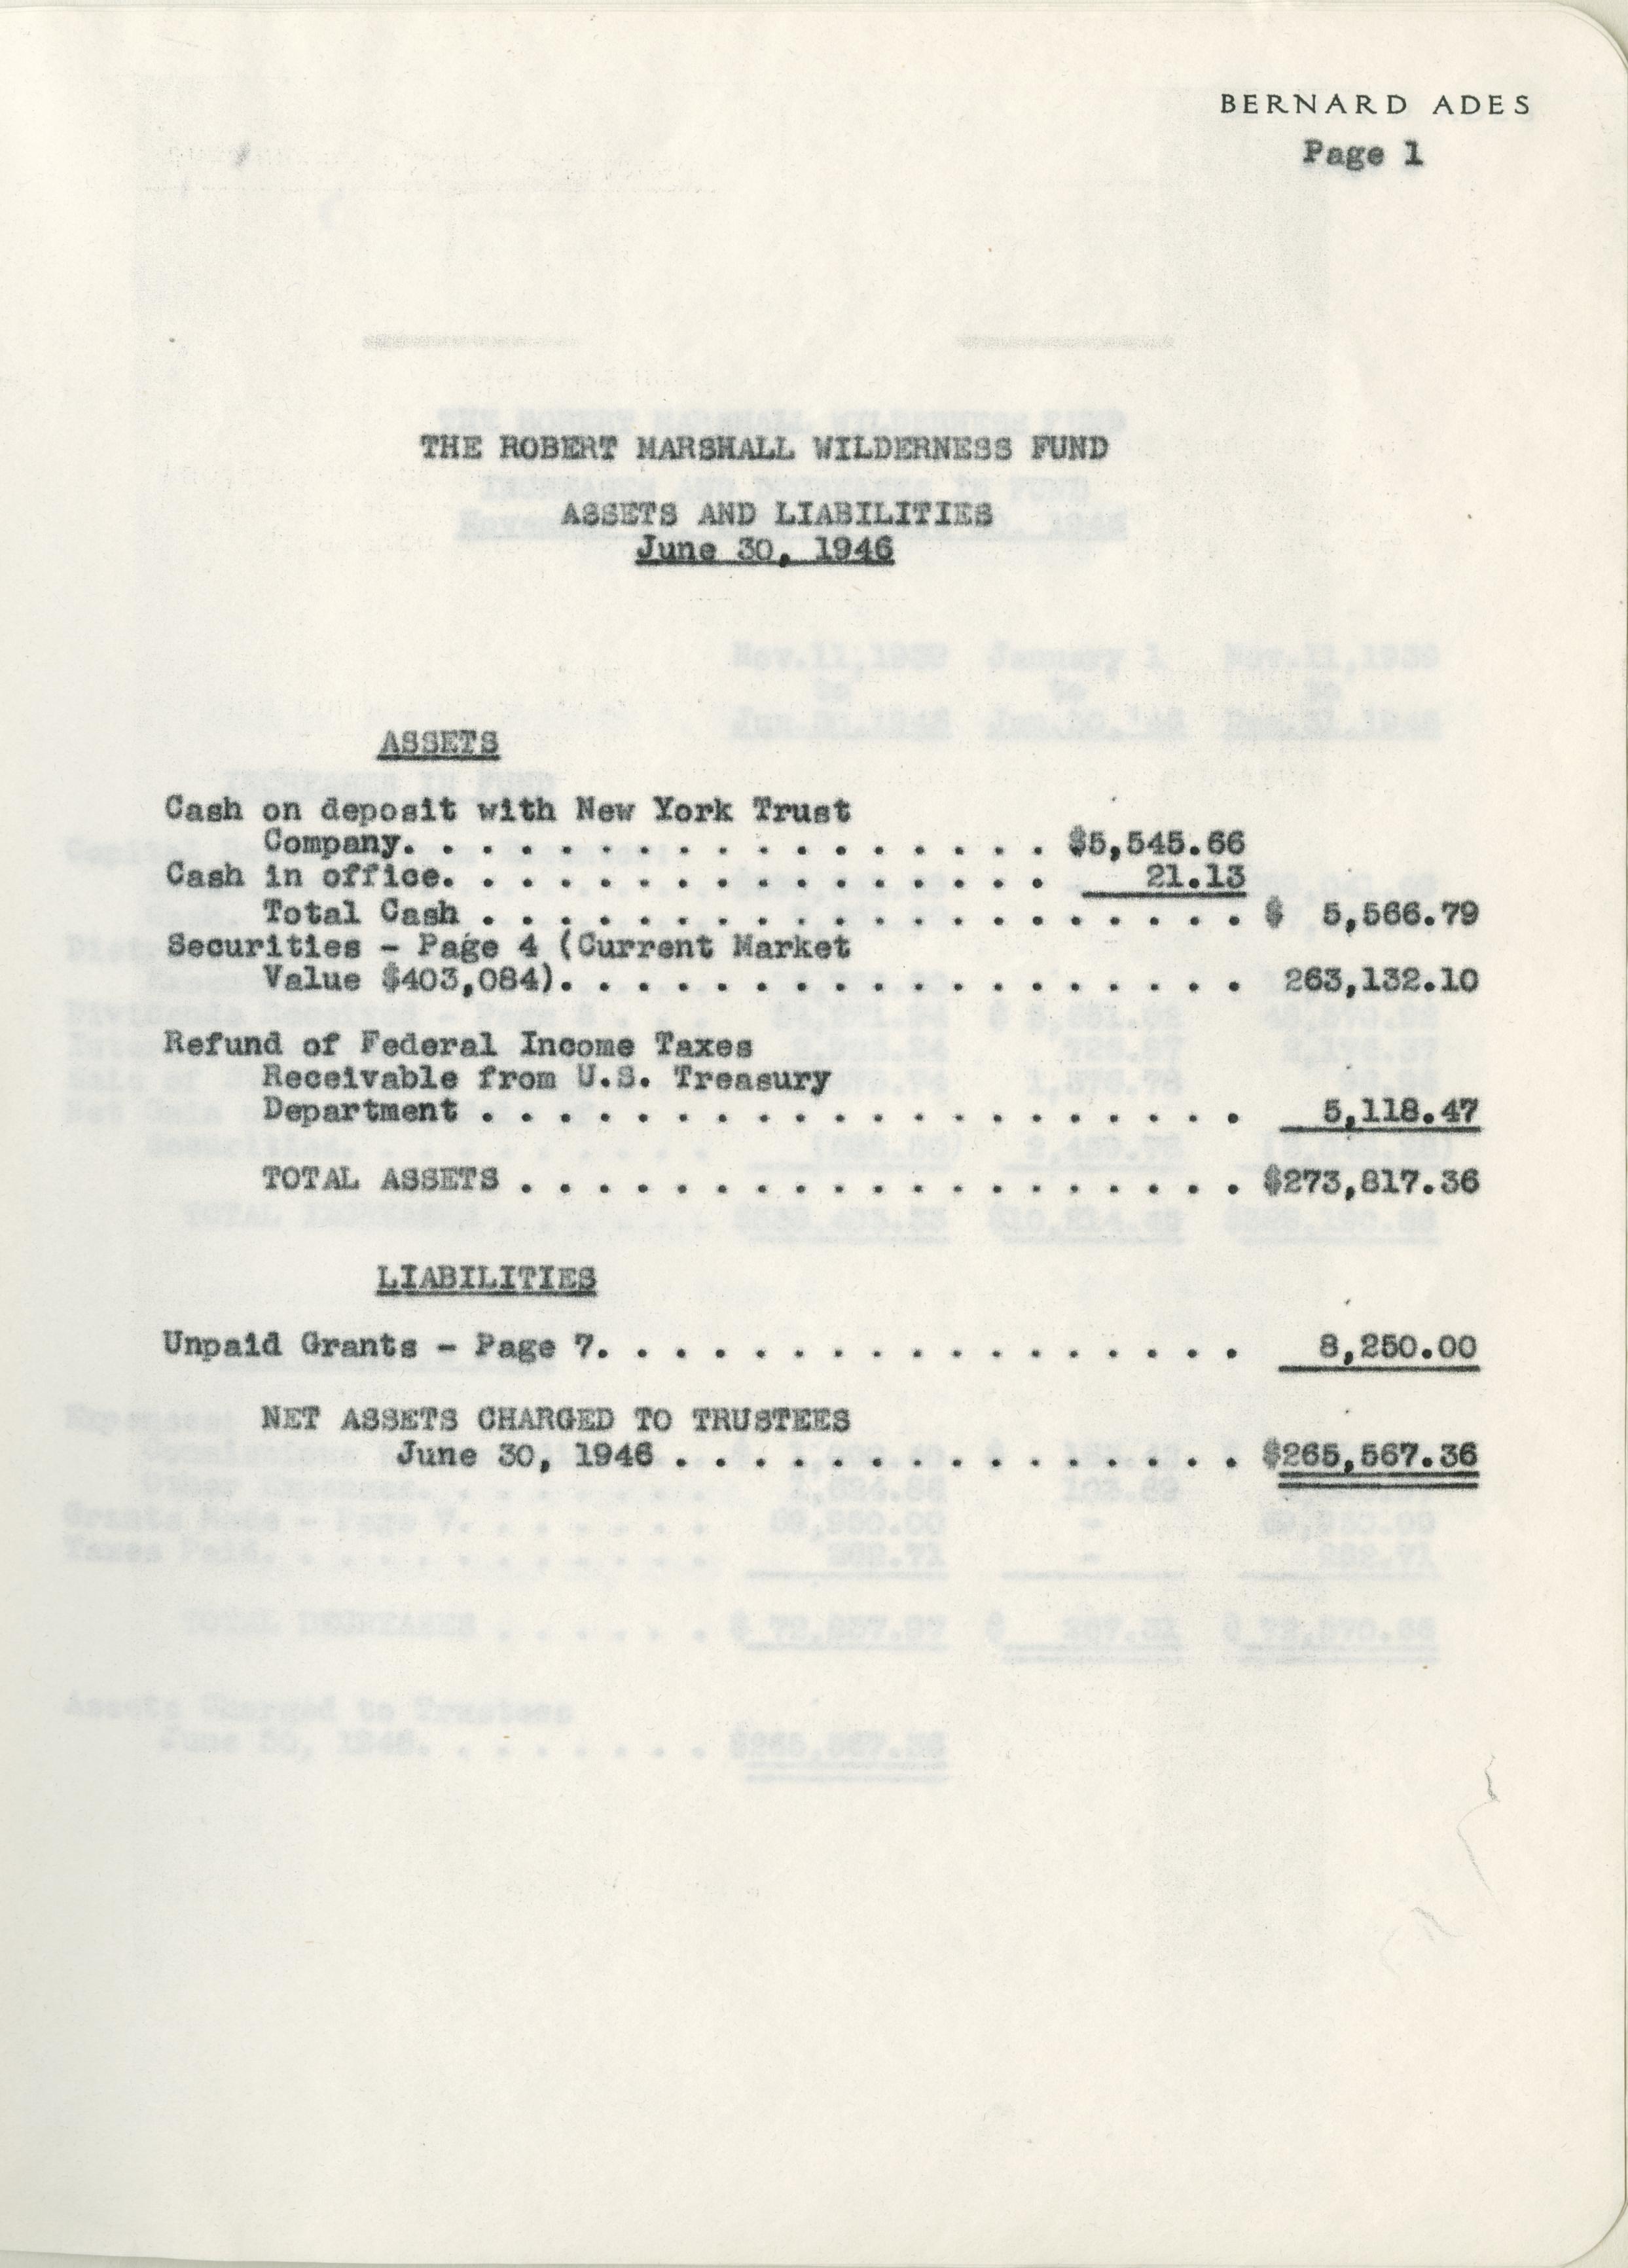 BERNARD ADES
Page 1
THE ROBERT MARSHALL WILDERNESS FUND
ASSETS AND LIABILITIES
June 30, 1946
ASSETS
Cash on deposit with New York Trust
Company. . . . . . . . . . . . . . . . . $5,545.66
Cash in office. . . . . . . . . . . . . . . . 21.13
Total Cash . . . . . . . . . . . . . . . . . . . . $ 5,566.79
Securities - Page 4 (Current Market
Value $403,084). . . . . . . . . . . . . . . . . . 263,132.10
Refund of Federal Income Taxes
Receivable from U.S. Treasury
Department . . . . . . . . . . . . . . . . . . . . 5,118.47
TOTAL ASSETS . . . . . . . . . . . . . . . . . . . $273,817.36
LIABILITIES
Unpaid Grants - Page 7. . . . . . . . . . . . . . . . . 8,250.00
NET ASSETS CHARGED TO TRUSTEES
June 30, 1946 . . . . . . . . . . . . . . . $265,567.36